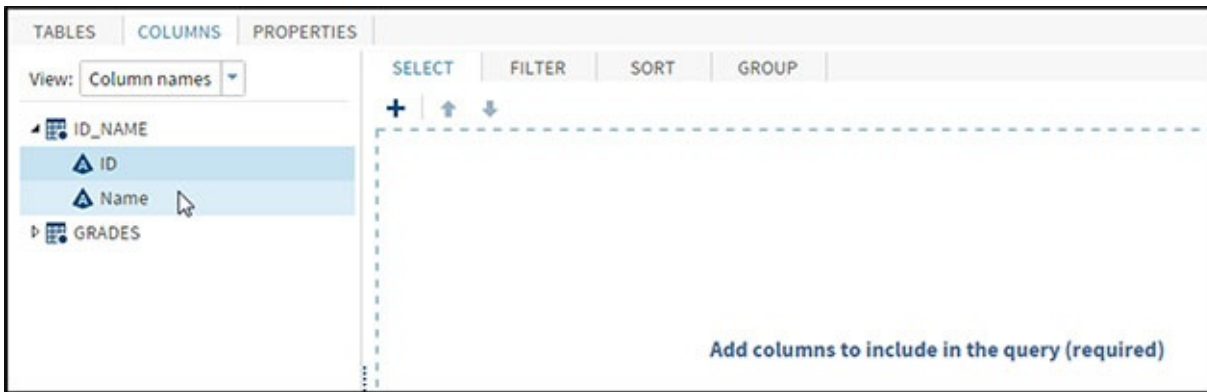 TABLES COLUMNS PROPERTIES
View: Column names
ID_NAME
ID
Name
GRADES
SELECT FILTER SORT GROUP
Add columns to include in the query (required)